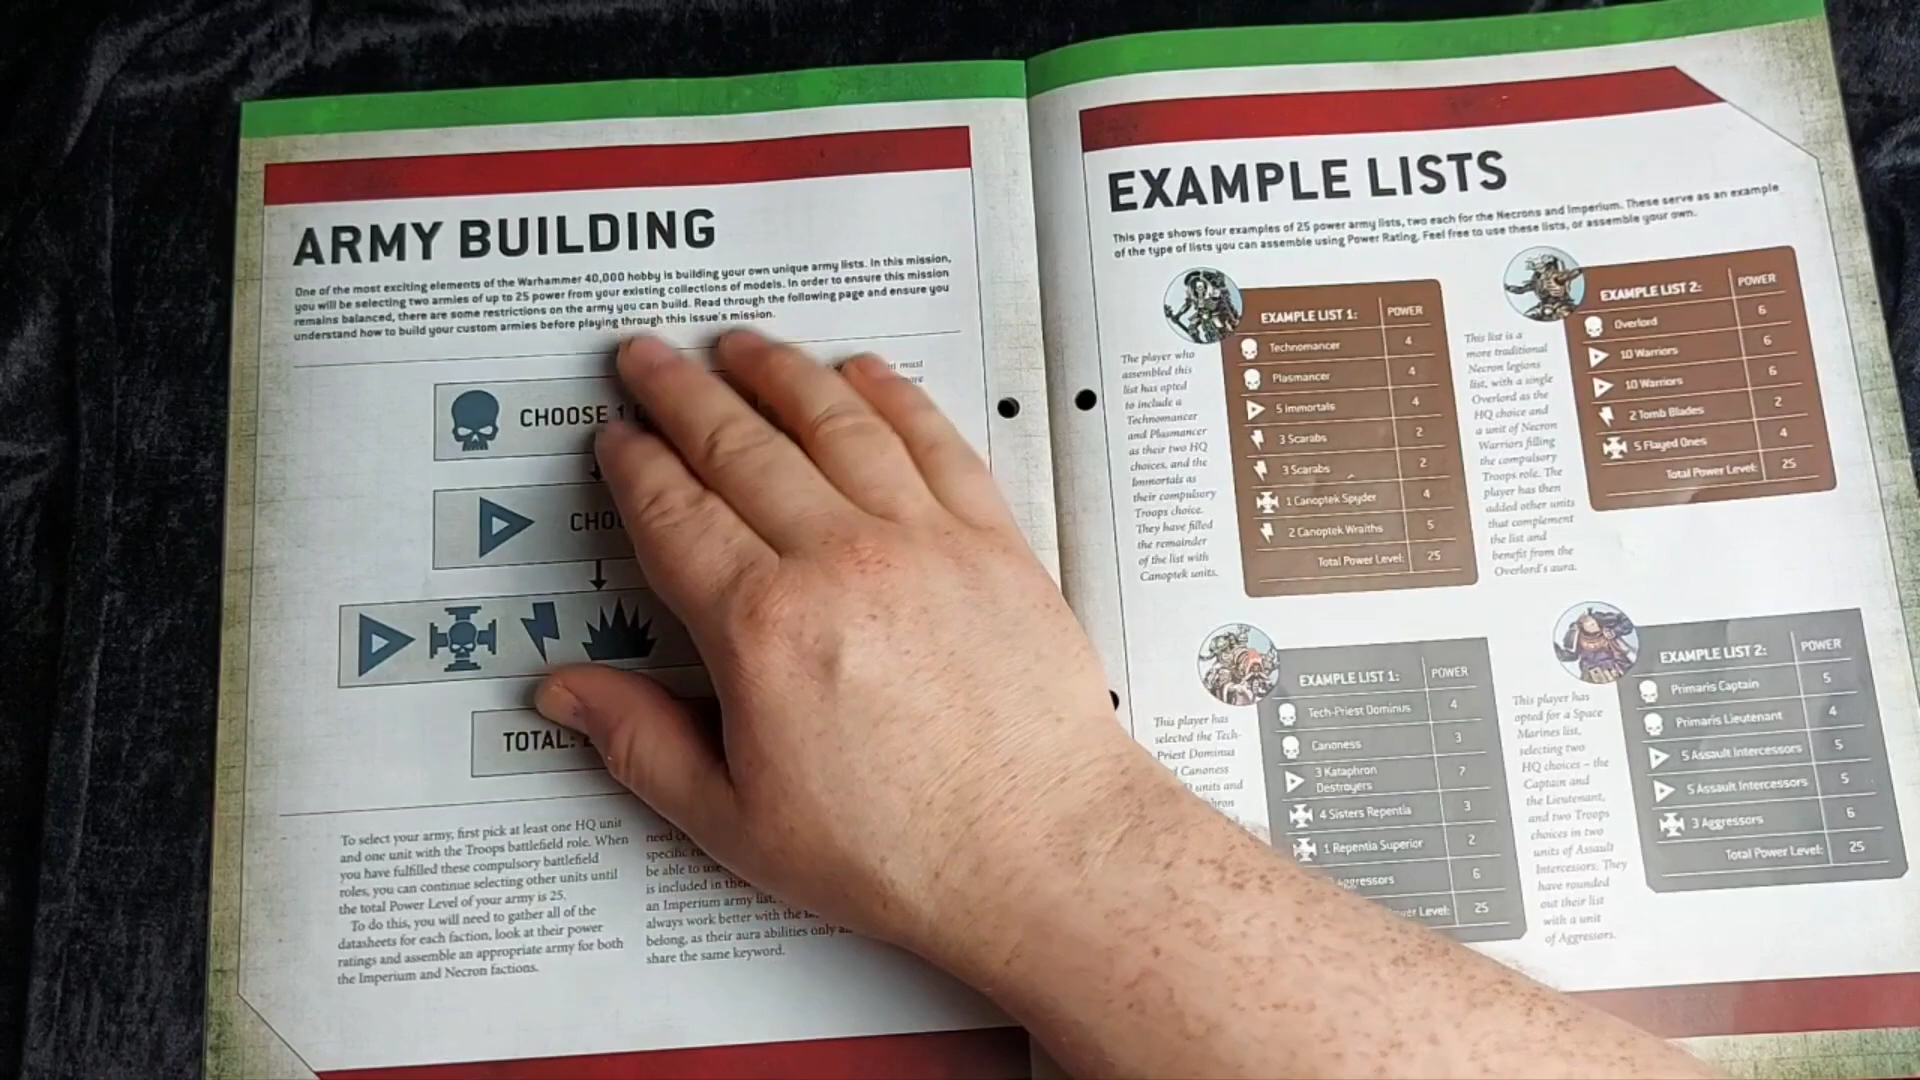 ARMY BUILDING
One of the most exciting elements of the Warhammer 40,000 hobby is building your own unique army lists. In this mission,
you will be selecting two armies of up to 25 power from your existing collections of models. In order to ensure this mission
remains balanced, there are some restrictions on the army you can build. Read through the following page and ensure you
understand how to build your custom armies before playing through this issue's mission.
must
CHOOSE 1
TOTAL:
To select your army, first pick at least one HQ unit
and one unit with the Troops battlefield role. When
you have fulfilled these compulsory battlefield
roles, you can continue selecting other units until
the total Power Level of your army is 25.
To do this, you will need to gather all of the
datasheets for each faction, look at their power
ratings and assemble an appropriate army for both
the Imperium and Necron factions.
need
specific
be able to use
is included in their
an Imperium army list.
always work better with the
belong, as their aura abilities only
share the same keyword.
EXAMPLE LISTS
This page shows four examples of 25 power army lists, two each for the Necrons and Imperium. These serve as an example
of the type of lists you can assemble using Power Rating. Feel free to use these lists, or assemble your own.
The player who
assembled this
list has opted
to include a
Technomancer
and Plasmancer
as their two HQ
choices, and the
Immortals as
their compulsory
Troops choice.
They have filled
the remainder
of the list with
Canoptek units.
EXAMPLE LIST 1: POWER
Technomancer 4
Plasmancer 4
5 Immortals 4
3 Scarabs 2
3 Scarabs 2
1 Canoptek Spyder 4
2 Canoptek Wraiths 5
Total Power Level: 25
This list is a
more traditional
Necron legions
list, with a single
Overlord as the
HQ choice and
a unit of Necron
Warriors filling
the compulsory
Troops role. The
player has then
added other units
that complement
the list and
benefit from the
Overlord's aura.
EXAMPLE LIST 2: POWER
Overlord 6
10 Warriors 6
10 Warriors 6
2 Tomb Blades 2
5 Flayed Ones 4
Total Power Level: 25
This player has
selected the Tech-
Priest Dominus
Canoness
units and
EXAMPLE LIST 1: POWER
Tech-Priest Dominus 4
Canoness 3
3 Kataphron
Destroyers 7
4 Sisters Repentia 3
1 Repentia Superior 2
Aggressors 6
Level: 25
This player has
opted for a Space
Marines list,
selecting two
HQ choices – the
Captain and
the Lieutenant,
and two Troops
choices in two
units of Assault
Intercessors. They
have rounded
out their list
with a unit
of Aggressors.
EXAMPLE LIST 2: POWER
Primaris Captain 5
Primaris Lieutenant 4
5 Assault Intercessors 5
5 Assault Intercessors 5
3 Aggressors 6
Total Power Level: 25